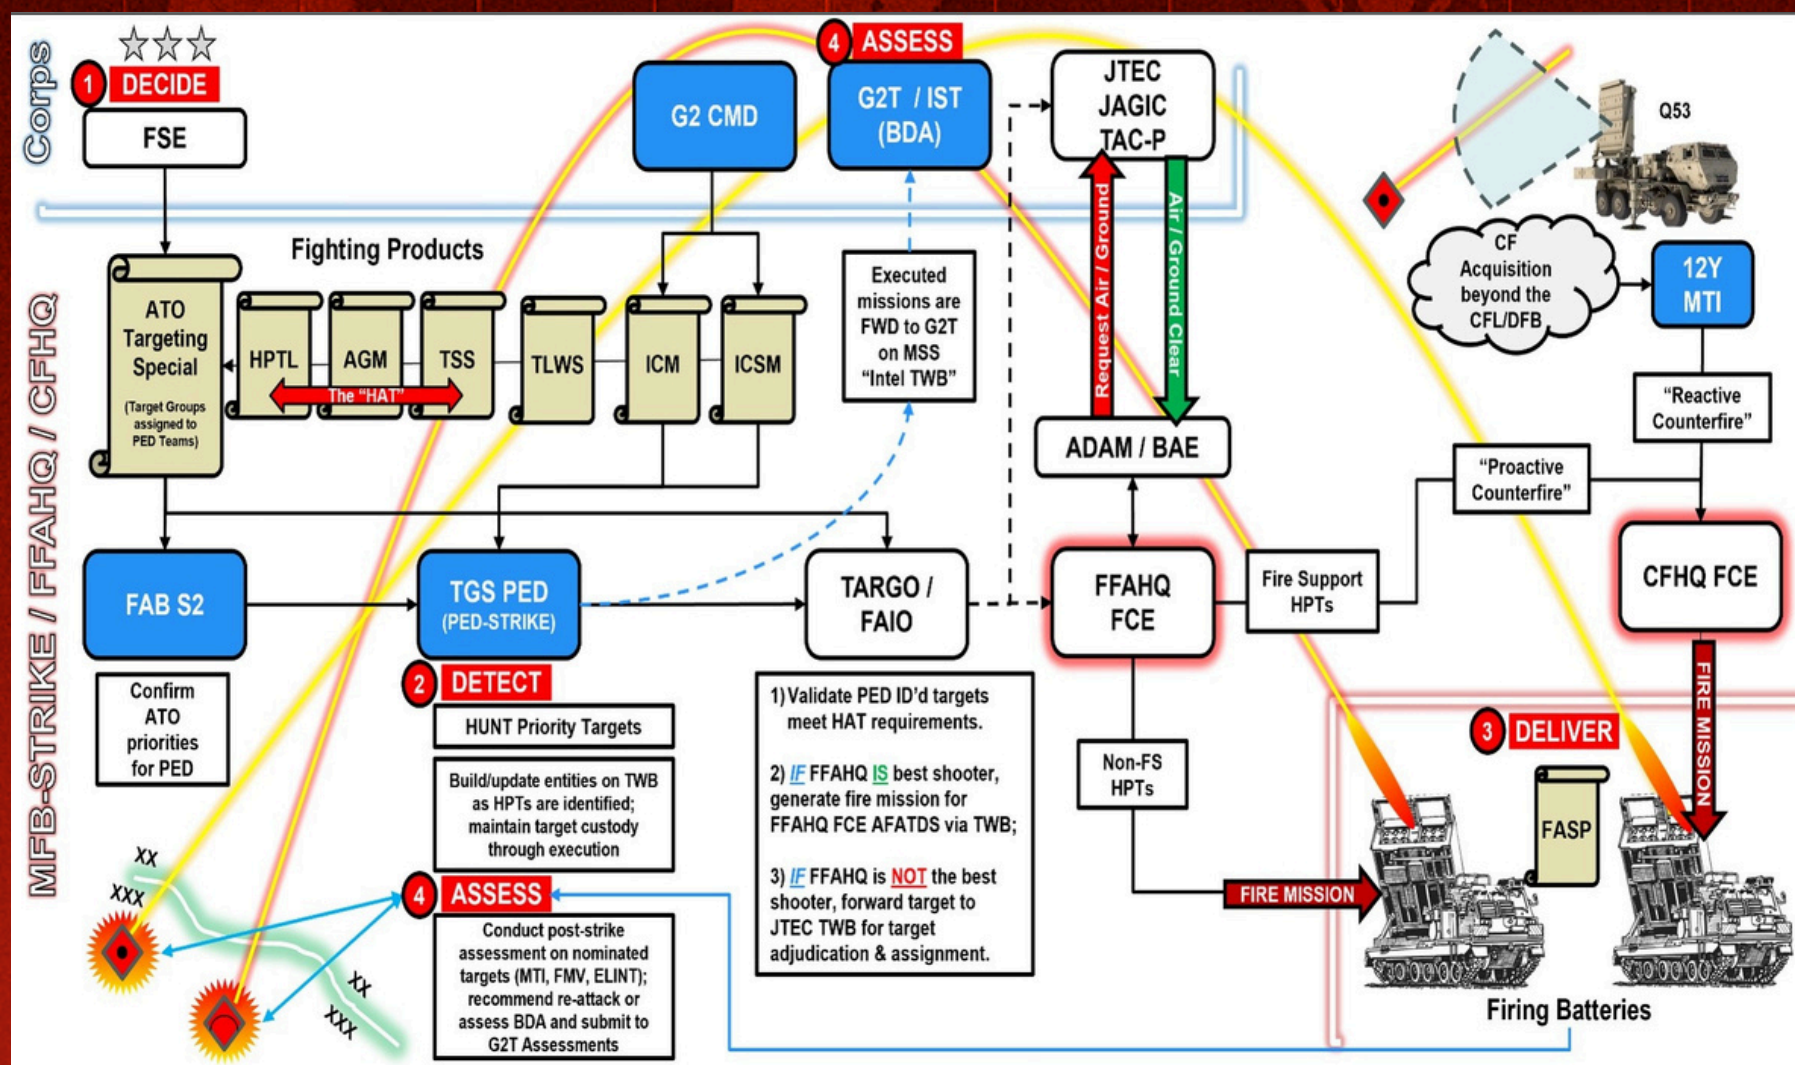 Corps
MFB-STRIKE / FFAHQ / CFHQ
1
DECIDE
FSE
G2 CMD
4
ASSESS
G2T / IST
(BDA)
JTEC
JAGIC
TAC-P
Q53
CF
Acquisition
beyond the
CFL/DFB
12Y
MTI
Fighting Products
ATO
Targeting
Special
(Target Groups
assigned to
PED Teams)
HPTL
AGM
TSS
The "HAT"
TLWS
ICM
ICSM
Executed
missions are
FWD to G2T
on MSS
"Intel TWB"
Request Air / Ground
Air / Ground Clear
ADAM / BAE
"Reactive
Counterfire"
"Proactive
Counterfire"
FAB S2
TGS PED
(PED-STRIKE)
TARGO /
FAIO
FFAHQ
FCE
Fire Support
HPTs
CFHQ FCE
Confirm
ATO
priorities
for PED
2
DETECT
HUNT Priority Targets
Build/update entities on TWB
as HPTs are identified;
maintain target custody
through execution
4
ASSESS
Conduct post-strike
assessment on nominated
targets (MTI, FMV, ELINT);
recommend re-attack or
assess BDA and submit to
G2T Assessments
1) Validate PED ID'd targets
meet HAT requirements.
2) IF FFAHQ IS best shooter,
generate fire mission for
FFAHQ FCE AFATDS via TWB;
3) IF FFAHQ is NOT the best
shooter, forward target to
JTEC TWB for target
adjudication & assignment.
Non-FS
HPTs
FIRE MISSION
FIRE MISSION
3
DELIVER
FASP
Firing Batteries
XX
XXX
XX
XXX